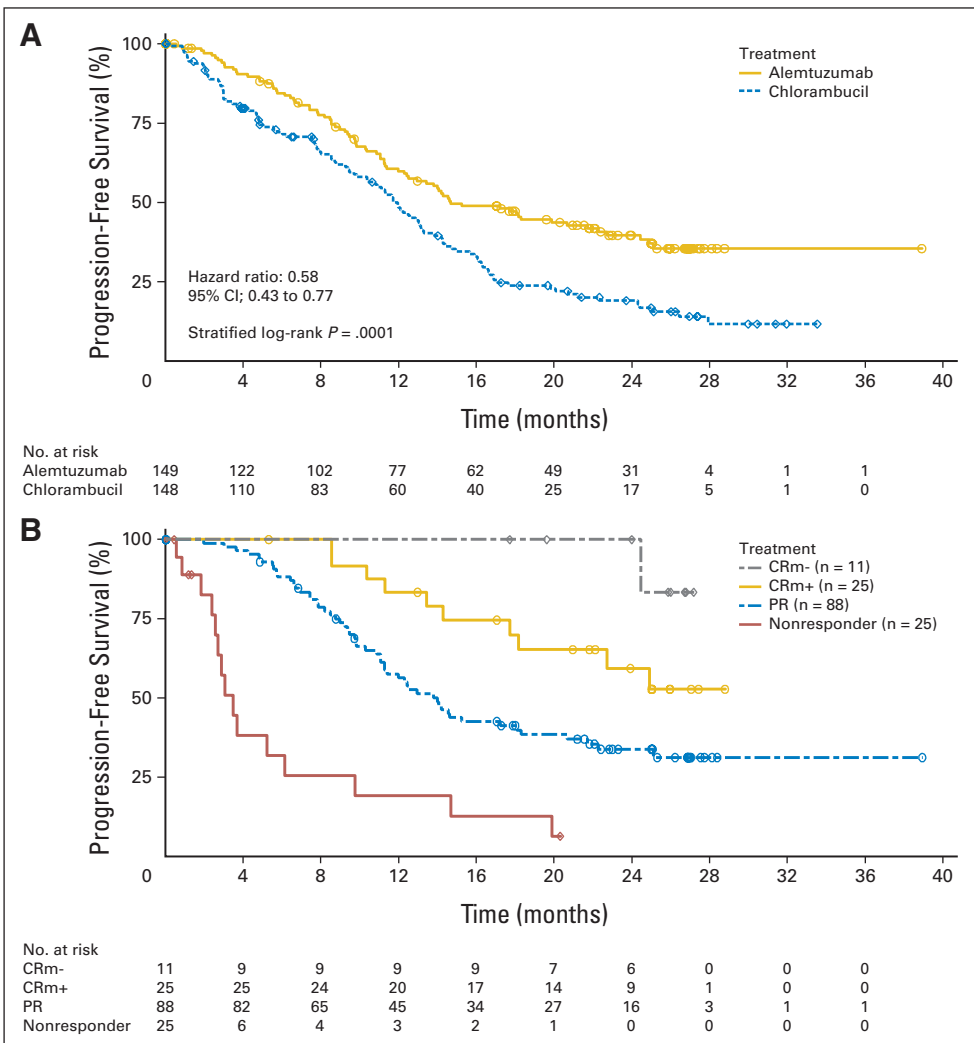 A
Progression-Free Survival (%)
100
75
50
25
0
4
8
12
16
20
24
28
32
36
40
Time (months)
Treatment
Alemtuzumab
Chlorambucil
Hazard ratio: 0.58
95% CI; 0.43 to 0.77
Stratified log-rank P = .0001
No. at risk
Alemtuzumab 149 122 102 77 62 49 31 4 1 1
Chlorambucil 148 110 83 60 40 25 17 5 1 0
B
Progression-Free Survival (%)
100
75
50
25
0
4
8
12
16
20
24
28
32
36
40
Time (months)
Treatment
CRm- (n = 11)
CRm+ (n = 25)
PR (n = 88)
Nonresponder (n = 25)
No. at risk
CRm- 11 9 9 9 9 7 6 0 0 0
CRm+ 25 25 24 20 17 14 9 1 0 0
PR 88 82 65 45 34 27 16 3 1 1
Nonresponder 25 6 4 3 2 1 0 0 0 0